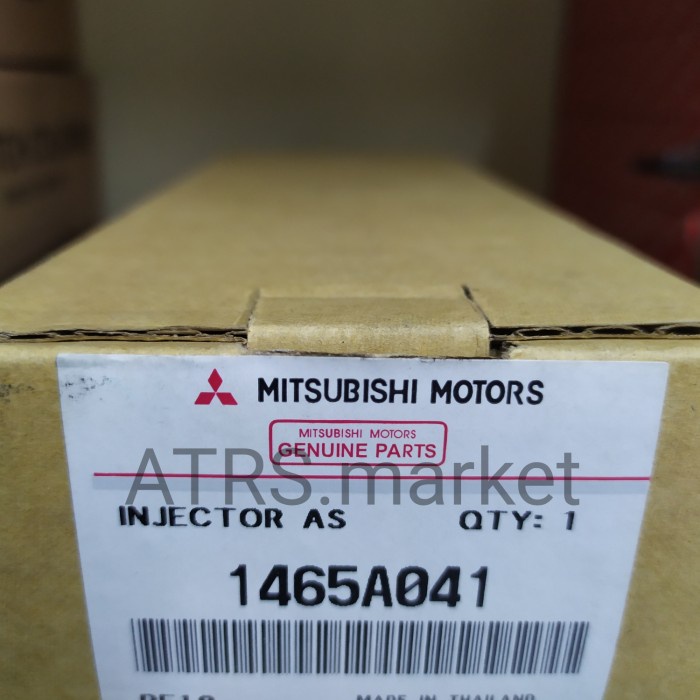 MITSUBISHI MOTORS
MITSUBISHI MOTORS
GENUINE PARTS
ATRS.market
INJECTOR AS QTY: 1
1465A041
MADE IN THAILAND